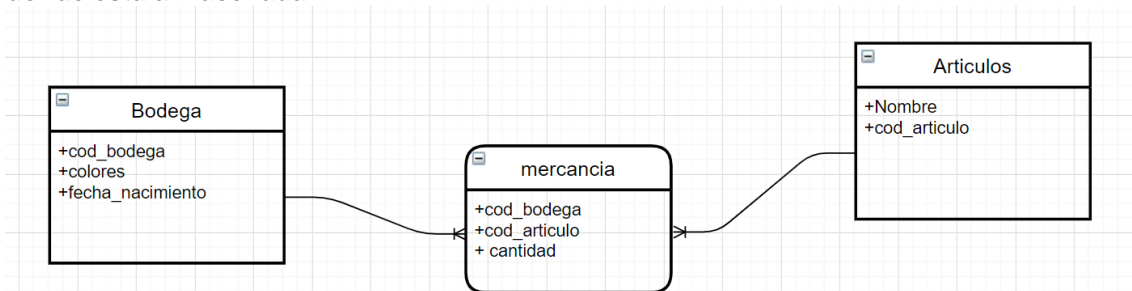 Bodega
+cod_bodega
+colores
+fecha_nacimiento
mercancia
+cod_bodega
+cod_articulo
+ cantidad
Articulos
+Nombre
+cod_articulo